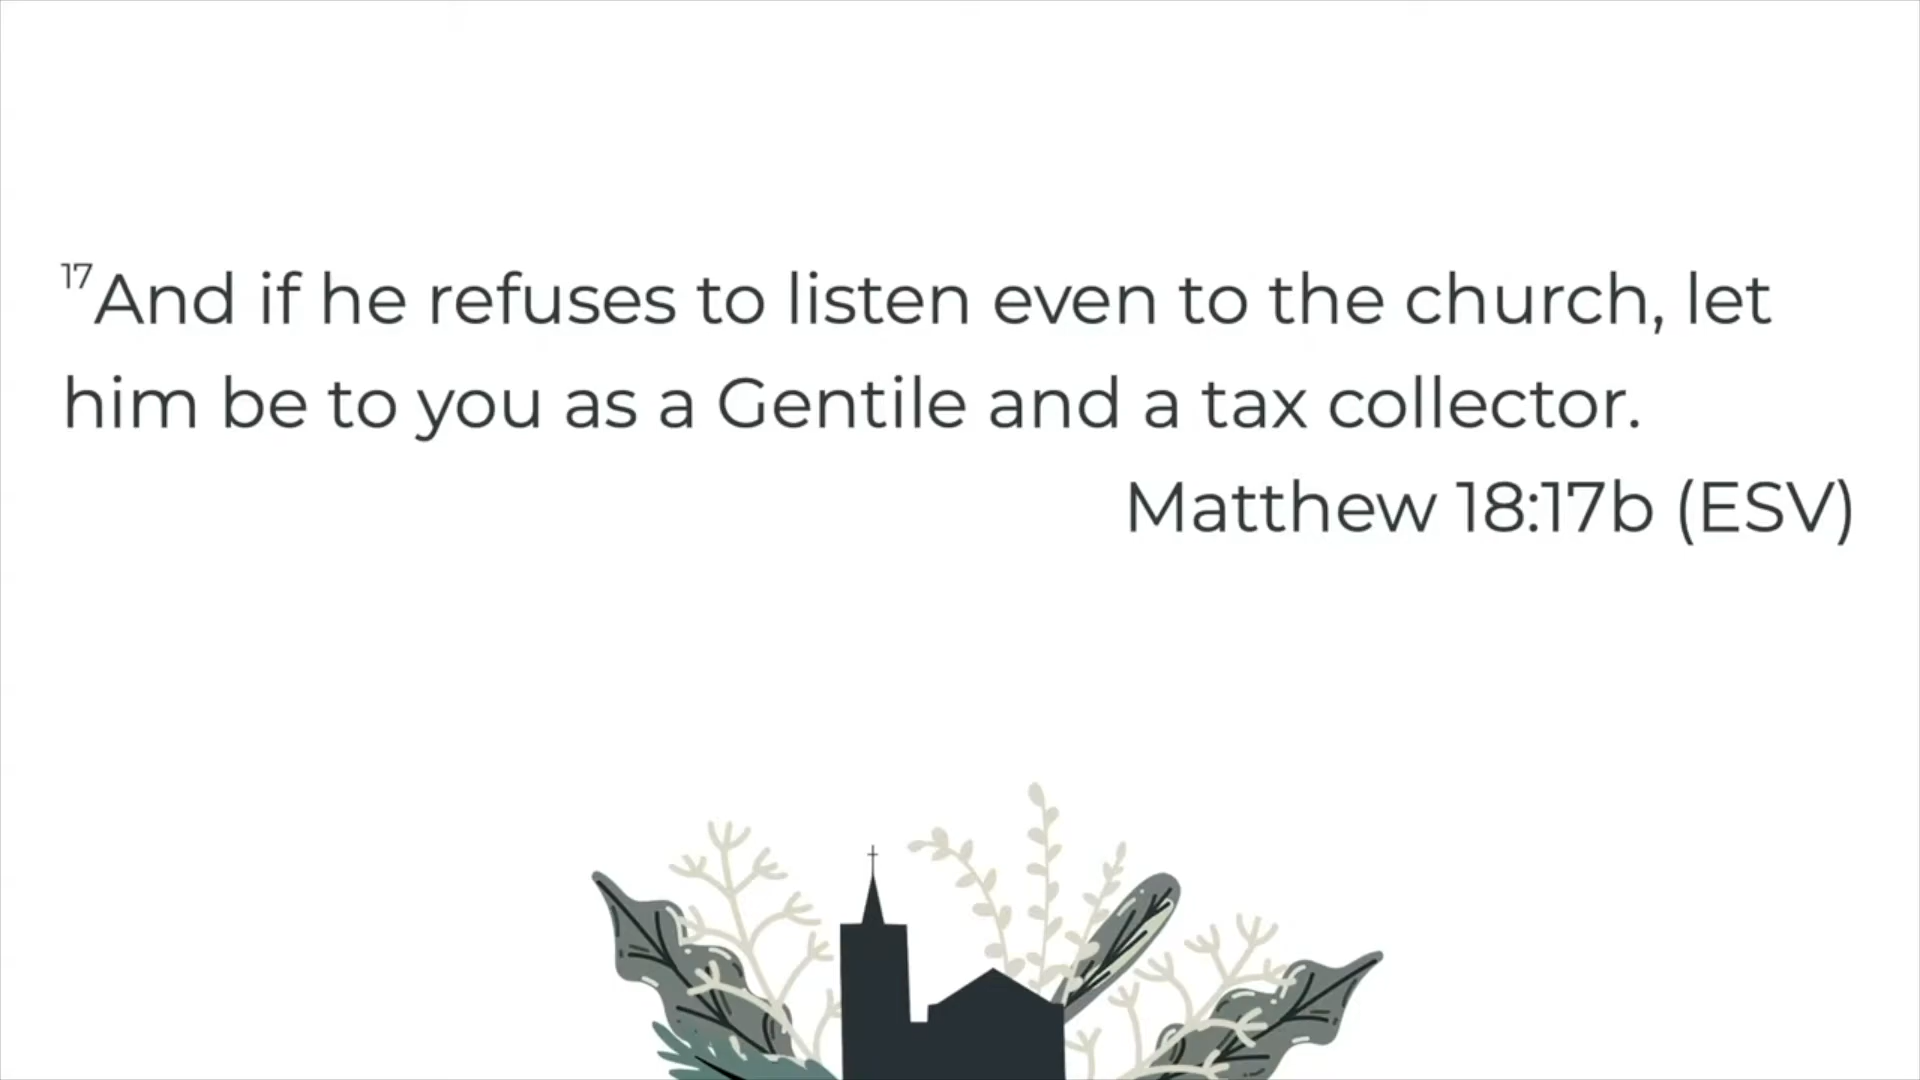 17And if he refuses to listen even to the church, let
him be to you as a Gentile and a tax collector.
Matthew 18:17b (ESV)